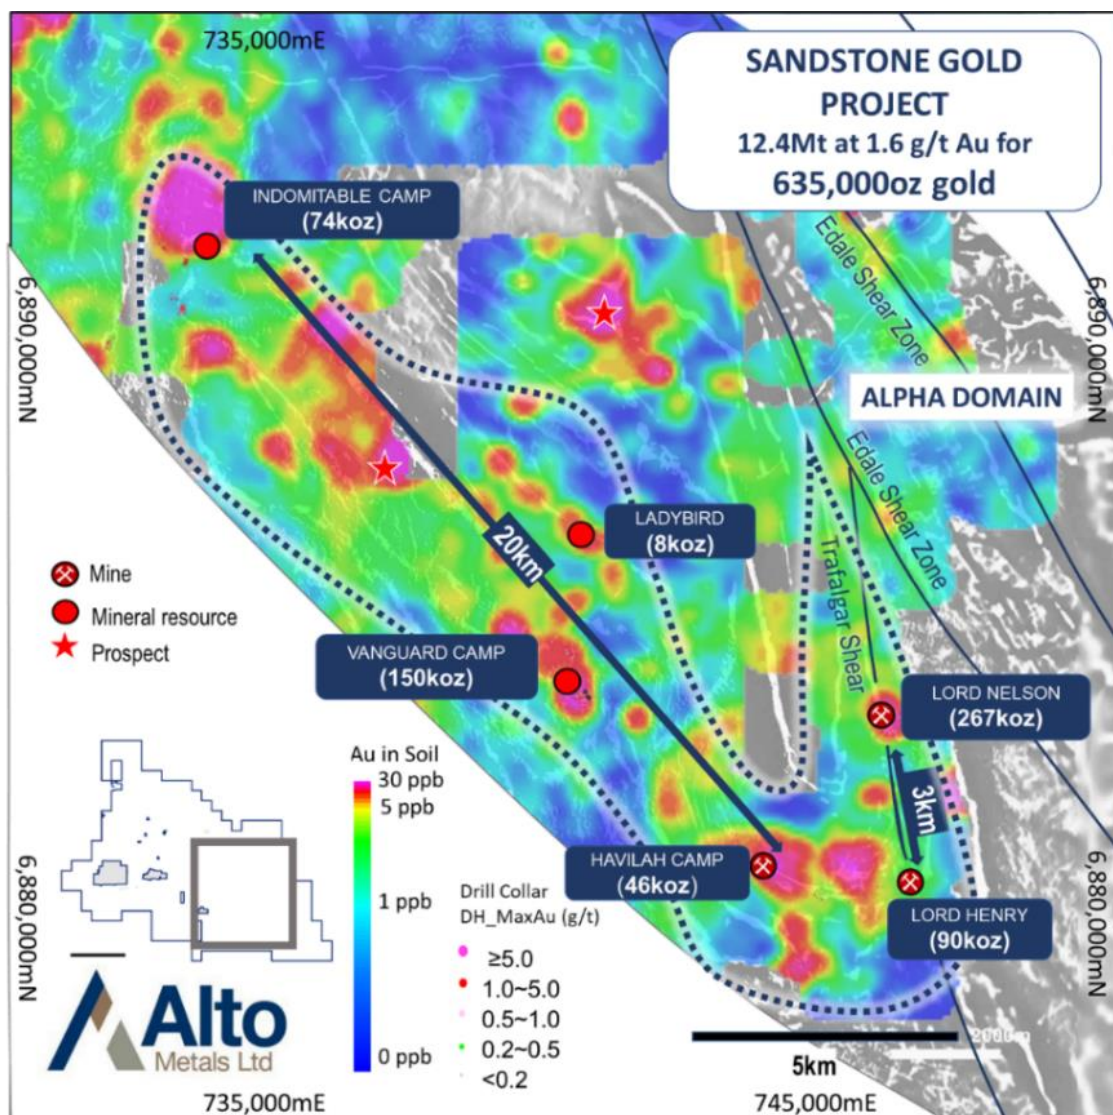 735,000mE
SANDSTONE GOLD
PROJECT
12.4Mt at 1.6 g/t Au for
635,000oz gold
INDOMITABLE CAMP
(74koz)
Edale Shear Zone
6,890,000mN
6,890,000mN
ALPHA DOMAIN
Edale Shear Zone
LADYBIRD
(8koz)
20km
Trafalgar Shear
Mine
Mineral resource
Prospect
VANGUARD CAMP
(150koz)
LORD NELSON
(267koz)
3km
Au in Soil
30 ppb
5 ppb
1 ppb
0 ppb
HAVILAH CAMP
(46koz)
LORD HENRY
(90koz)
6,880,000mN
6,880,000mN
Drill Collar
DH_MaxAu (g/t)
≥5.0
1.0~5.0
0.5~1.0
0.2~0.5
<0.2
Alto
Metals Ltd
5km
735,000mE
745,000mE